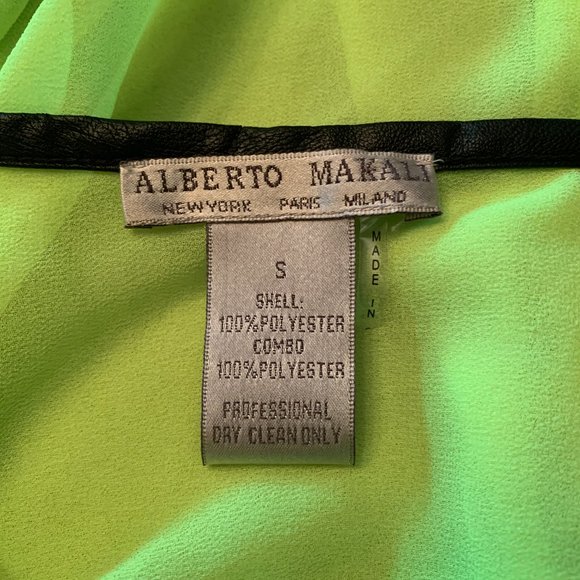 ALBERTO MAKALI
NEW YORK PARIS MILANO
S
SHELL:
100%POLYESTER
COMBO
100%POLYESTER
PROFESSIONAL
DRY CLEAN ONLY
MADE IN